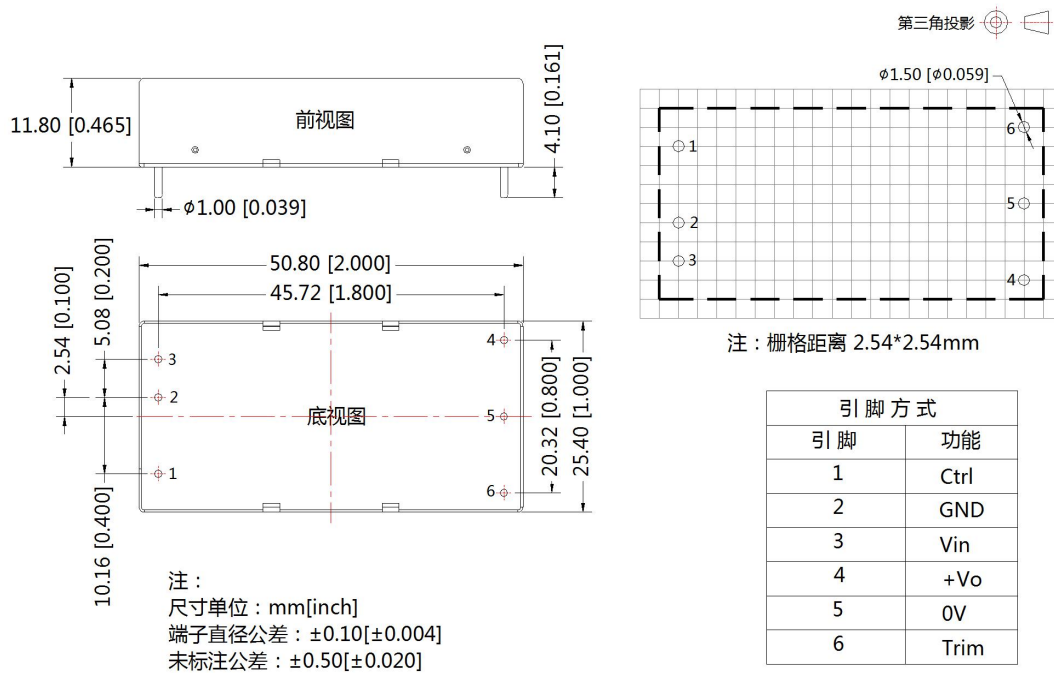 第三角投影
11.80 [0.465]
前视图
4.10 [0.161]
ϕ1.00 [0.039]
ϕ1.50 [ϕ0.059]
1
2
3
6
5
4
注：栅格距离 2.54*2.54mm
50.80 [2.000]
45.72 [1.800]
2.54 [0.100]
5.08 [0.200]
10.16 [0.400]
3
2
1
底视图
4
5
6
20.32 [0.800]
25.40 [1.000]
注：
尺寸单位：mm[inch]
端子直径公差：±0.10[±0.004]
未标注公差：±0.50[±0.020]
引脚方式
引脚 功能
1 Ctrl
2 GND
3 Vin
4 +Vo
5 0V
6 Trim